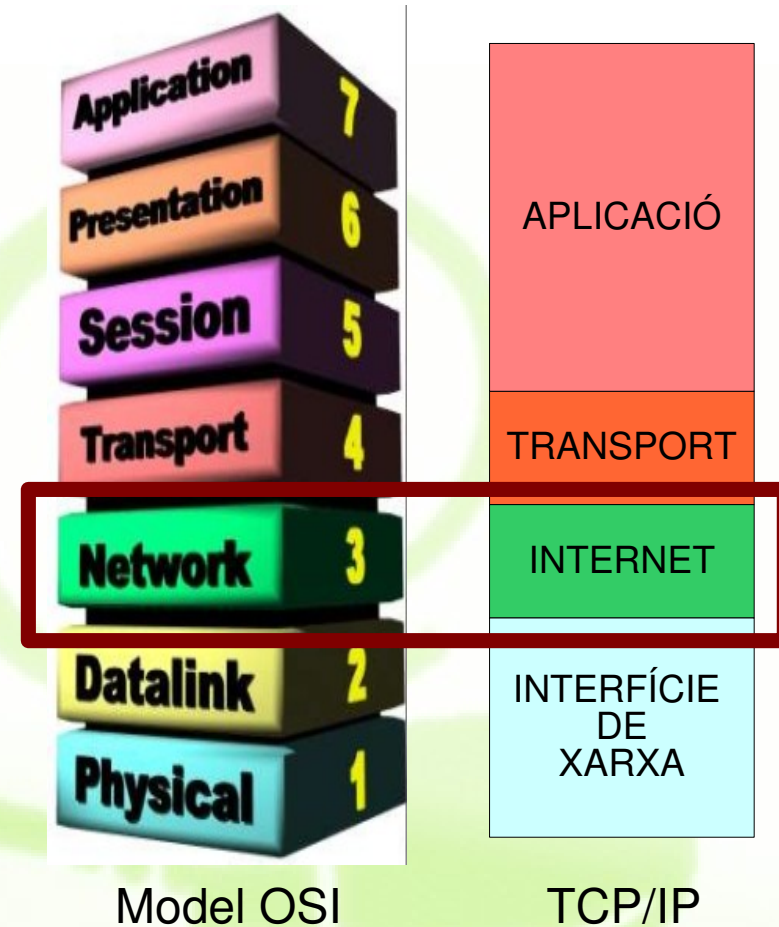 Application 7
Presentation 6
Session 5
Transport 4
Network 3
Datalink 2
Physical 1
Model OSI
APLICACIÓ
TRANSPORT
INTERNET
INTERFÍCIE
DE
XARXA
TCP/IP